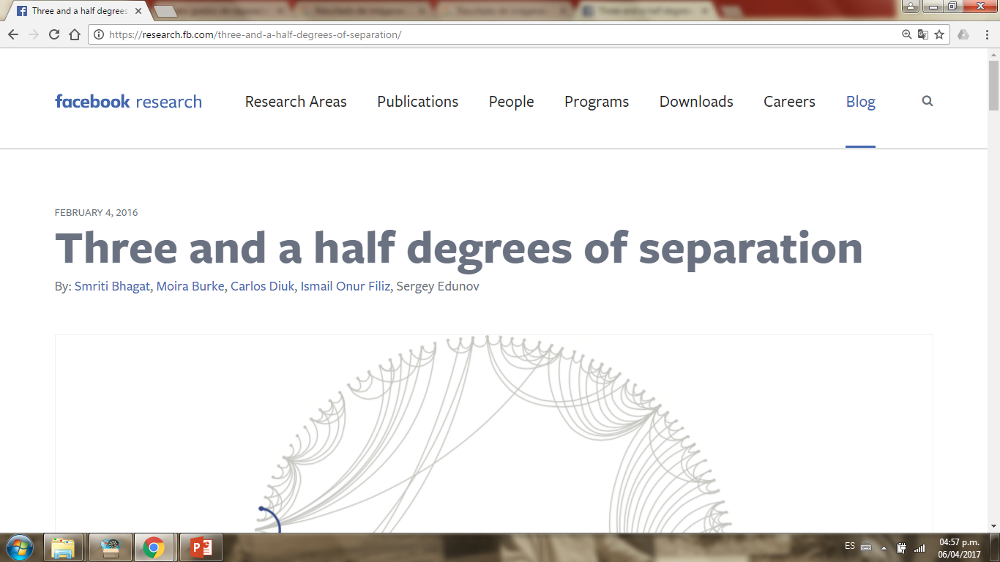 Three and a half degrees
https://research.fb.com/three-and-a-half-degrees-of-separation/
facebook research Research Areas Publications People Programs Downloads Careers Blog
FEBRUARY 4, 2016
Three and a half degrees of separation
By: Smriti Bhagat, Moira Burke, Carlos Diuk, Ismail Onur Filiz, Sergey Edunov
ES
04:57 p.m.
06/04/2017